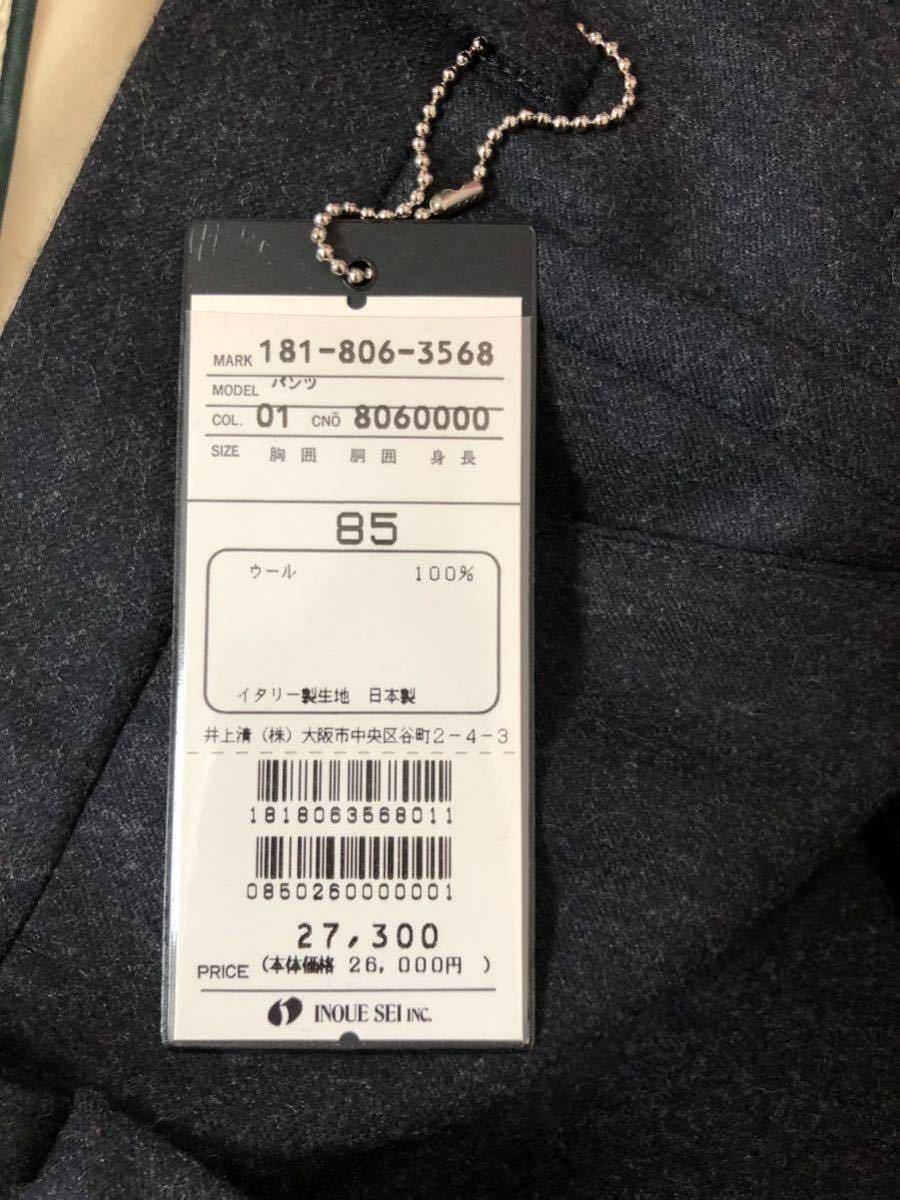 MARK 181-806-3568
MODEL パンツ
COL. 01 CNō 8060000
SIZE 胸囲 胴囲 身長
85
ウール 100%
イタリー製生地 日本製
井上清(株)大阪市中央区谷町2-4-3
1818063568011
0850260000001
27,300
PRICE (本体価格 26,000円 )
INOUE SEI INC.